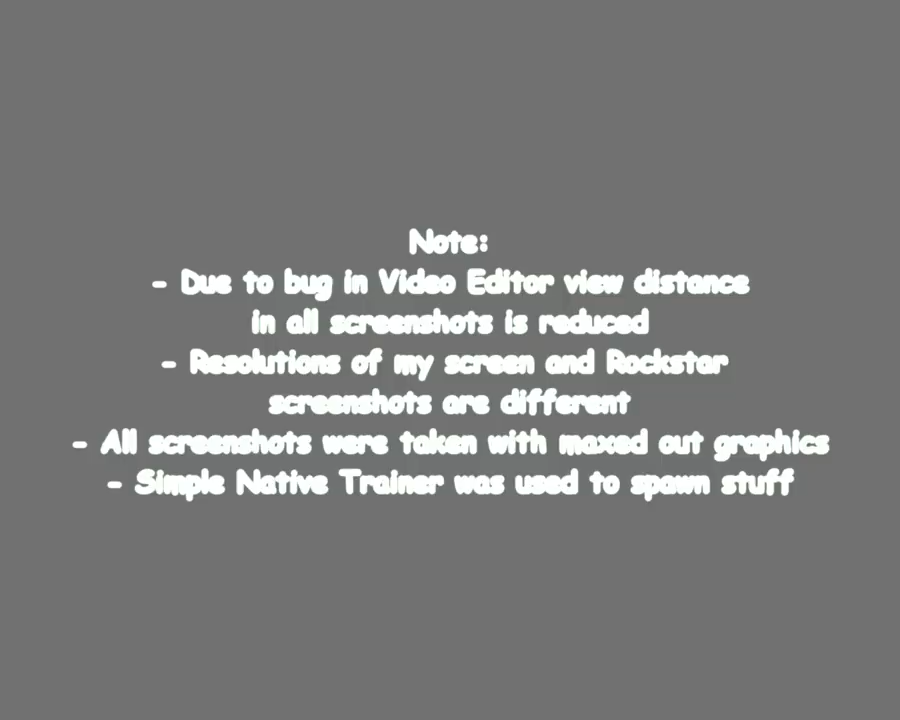 Note:
- Due to bug in Video Editor view distance
in all screenshots is reduced
- Resolutions of my screen and Rockstar
screenshots are different
- All screenshots were taken with maxed out graphics
- Simple Native Trainer was used to spawn stuff